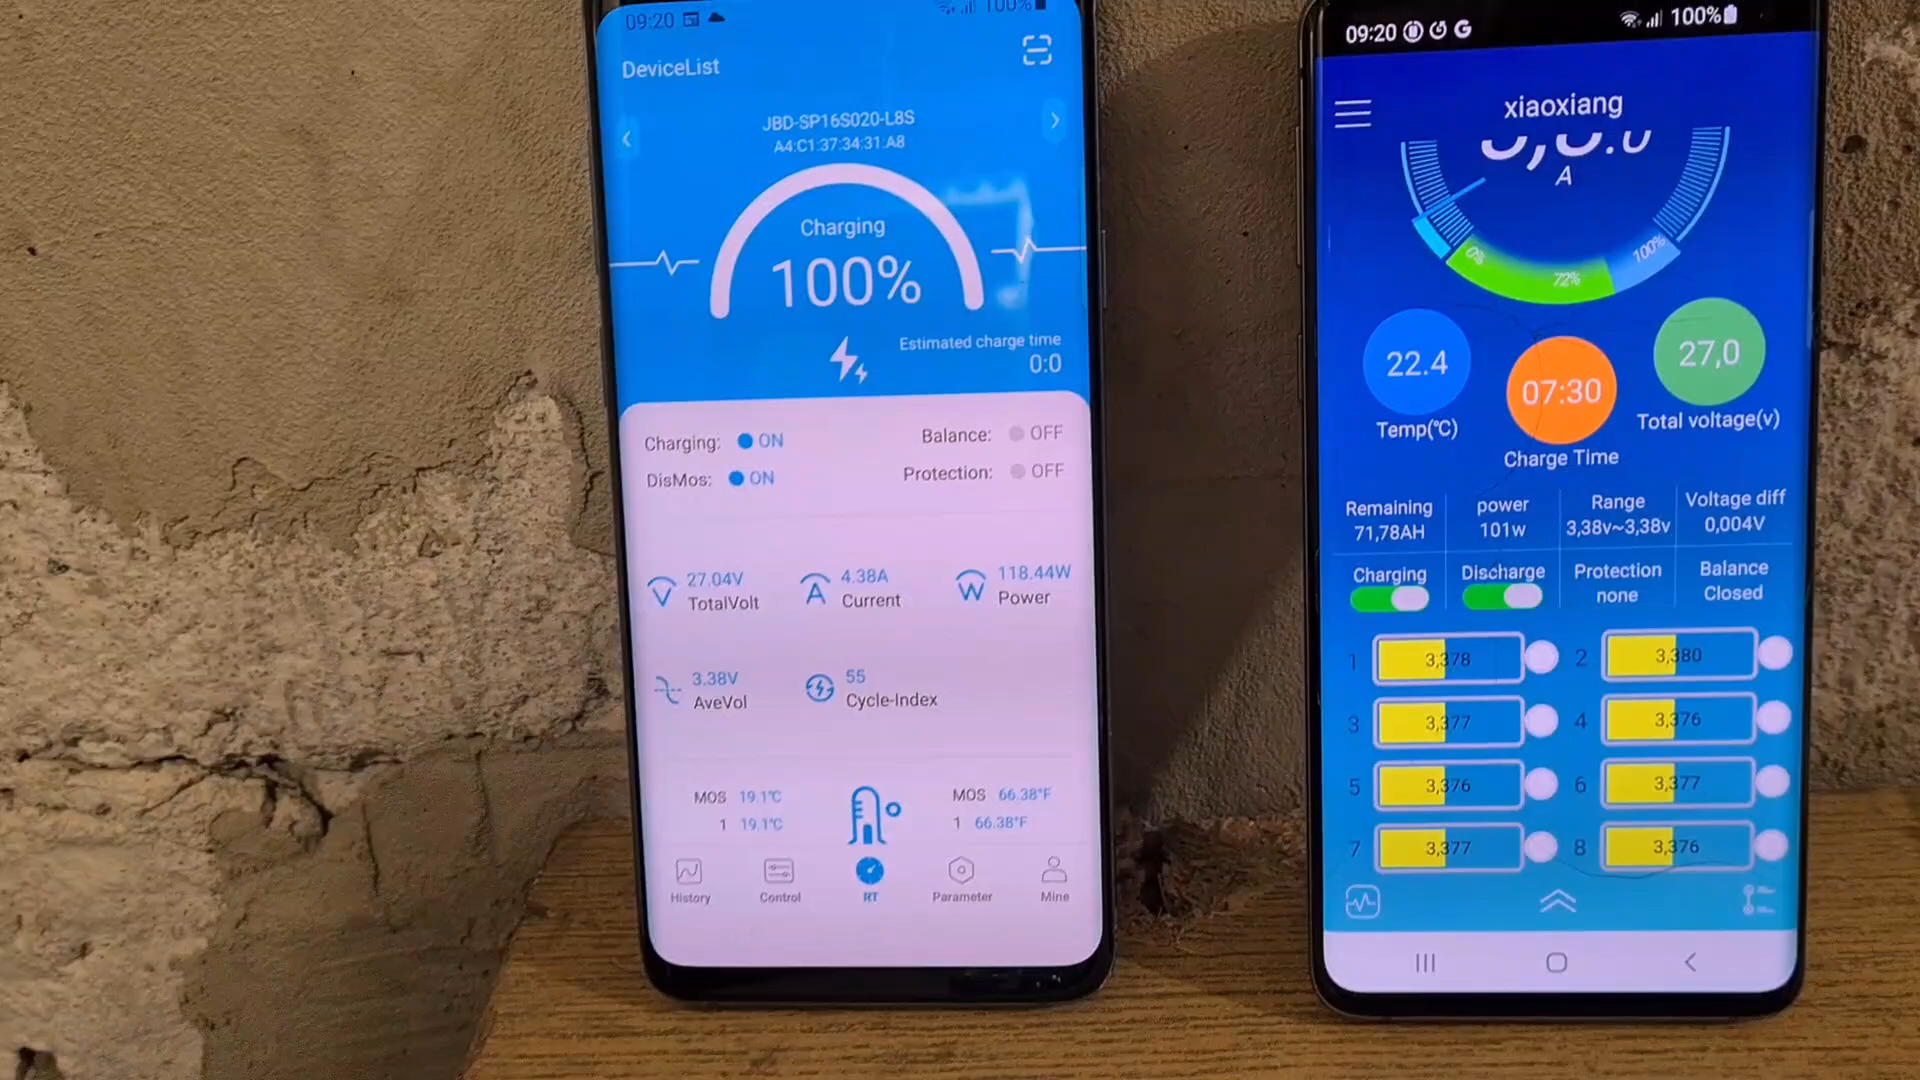 09:20
100%
DeviceList
JBD-SP16S020-L8S
A4:C1:37:34:31:A8
Charging
100%
Estimated charge time
0:0
Charging: ON
Balance: OFF
DisMos: ON
Protection: OFF
27.04V
TotalVolt
4.38A
Current
118.44W
Power
3.38V
AveVol
55
Cycle-Index
MOS 19.1℃
MOS 66.38°F
1 19.1℃
1 66.38°F
History
Control
RT
Parameter
Mine
09:20
100%
xiaoxiang
A
0%
72%
100%
22.4
Temp(℃)
07:30
Charge Time
27,0
Total voltage(v)
Remaining
71,78AH
power
101w
Range
3,38v~3,38v
Voltage diff
0,004V
Charging
Discharge
Protection
none
Balance
Closed
1 3,378
2 3,380
3 3,377
4 3,376
5 3,376
6 3,377
7 3,377
8 3,376